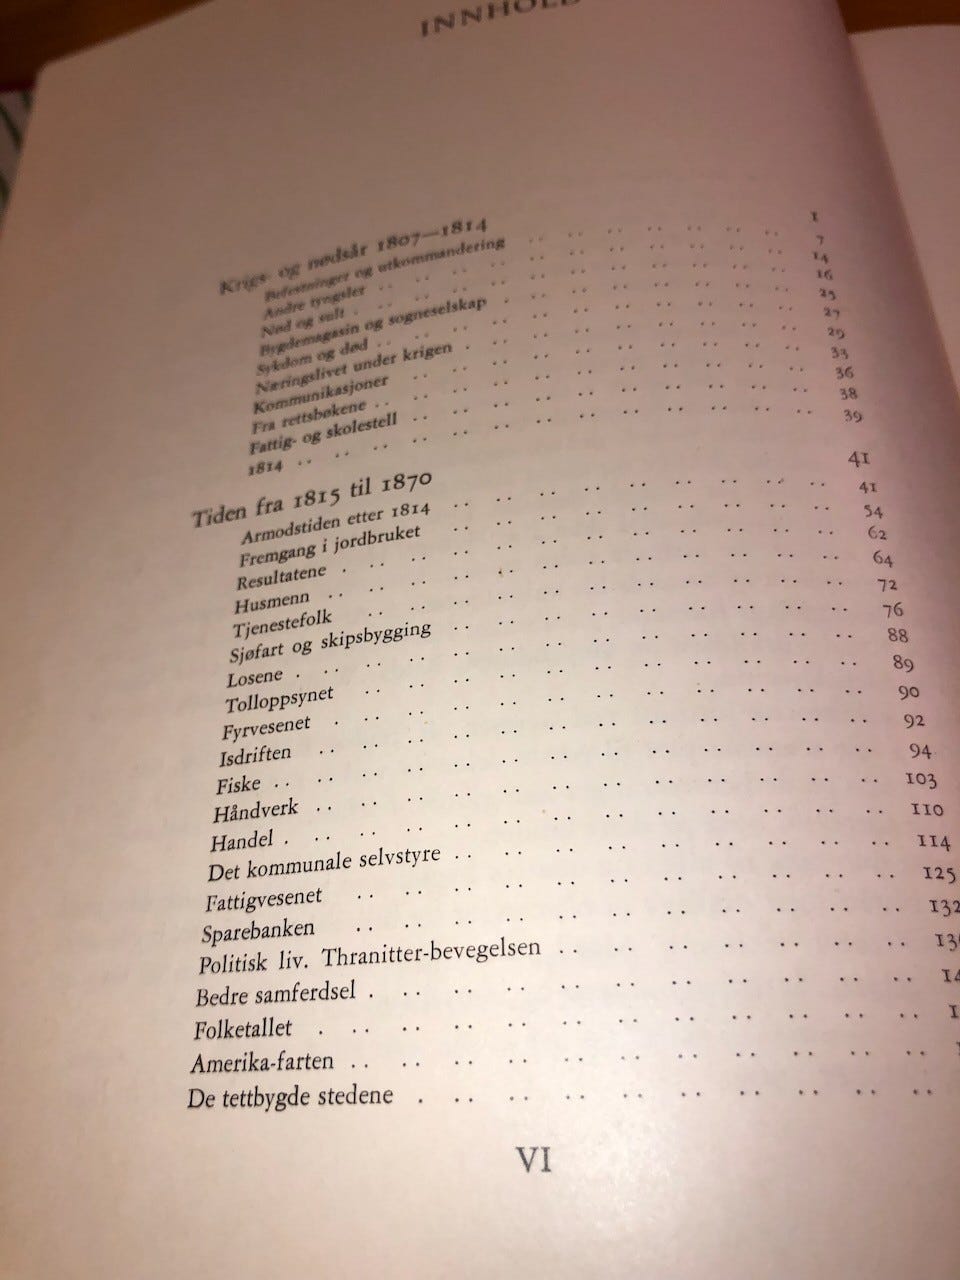 INNHOLD
Krigs- og nødsår 1807—1814 1
Befestninger og utkommandering 7
Andre tyngsler 14
Nød og sult 16
Bygdemagasin og sogneselskap 25
Sykdom og død 27
Næringslivet under krigen 29
Kommunikasjoner 33
Fra rettsbøkene 36
Fattig- og skolestell 38
1814 39
Tiden fra 1815 til 1870 41
Armodstiden etter 1814 41
Fremgang i jordbruket 54
Resultatene 62
Husmenn 64
Tjenestefolk 72
Sjøfart og skipsbygging 76
Losene 88
Tolloppsynet 89
Fyrvesenet 90
Isdriften 92
Fiske 94
Håndverk 103
Handel 110
Det kommunale selvstyre 114
Fattigvesenet 125
Sparebanken 132
Politisk liv. Thranitter-bevegelsen
Bedre samferdsel
Folketallet
Amerika-farten
De tettbygde stedene
VI